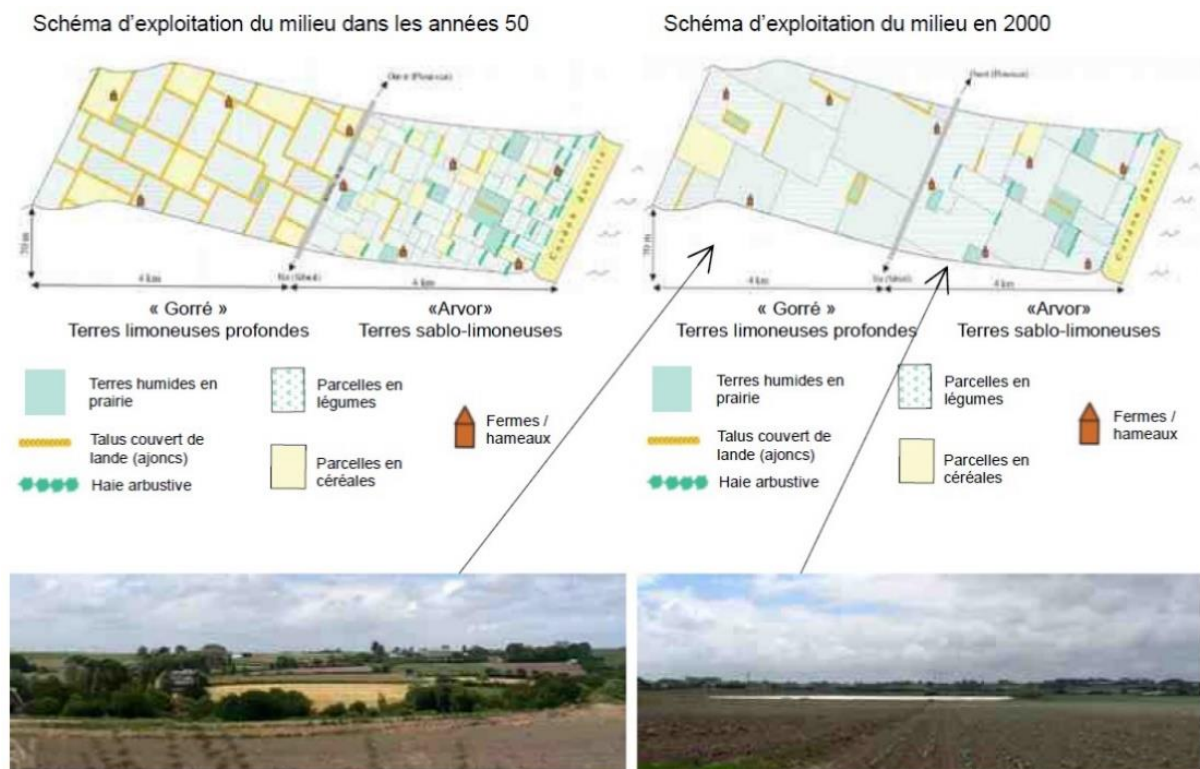 Schéma d'exploitation du milieu dans les années 50
Schéma d'exploitation du milieu en 2000
70 m
4 km
4 km
Cordon dunaire
« Gorré »
Terres limoneuses profondes
«Arvor»
Terres sablo-limoneuses
70 m
4 km
4 km
Cordon dunaire
« Gorré »
Terres limoneuses profondes
«Arvor»
Terres sablo-limoneuses
Terres humides en
prairie
Talus couvert de
lande (ajoncs)
Haie arbustive
Parcelles en
légumes
Parcelles en
céréales
Fermes /
hameaux
Terres humides en
prairie
Talus couvert de
lande (ajoncs)
Haie arbustive
Parcelles en
légumes
Parcelles en
céréales
Fermes /
hameaux